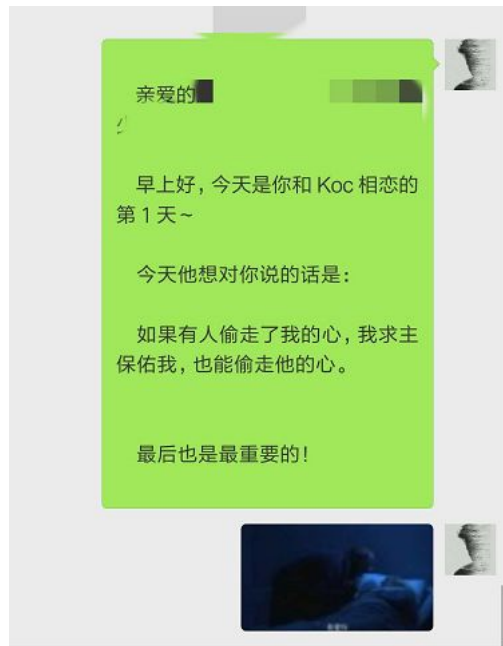 亲爱的
早上好，今天是你和 Koc 相恋的
第 1 天~
今天他想对你说的话是：
如果有人偷走了我的心，我求主
保佑我，也能偷走他的心。
最后也是最重要的！